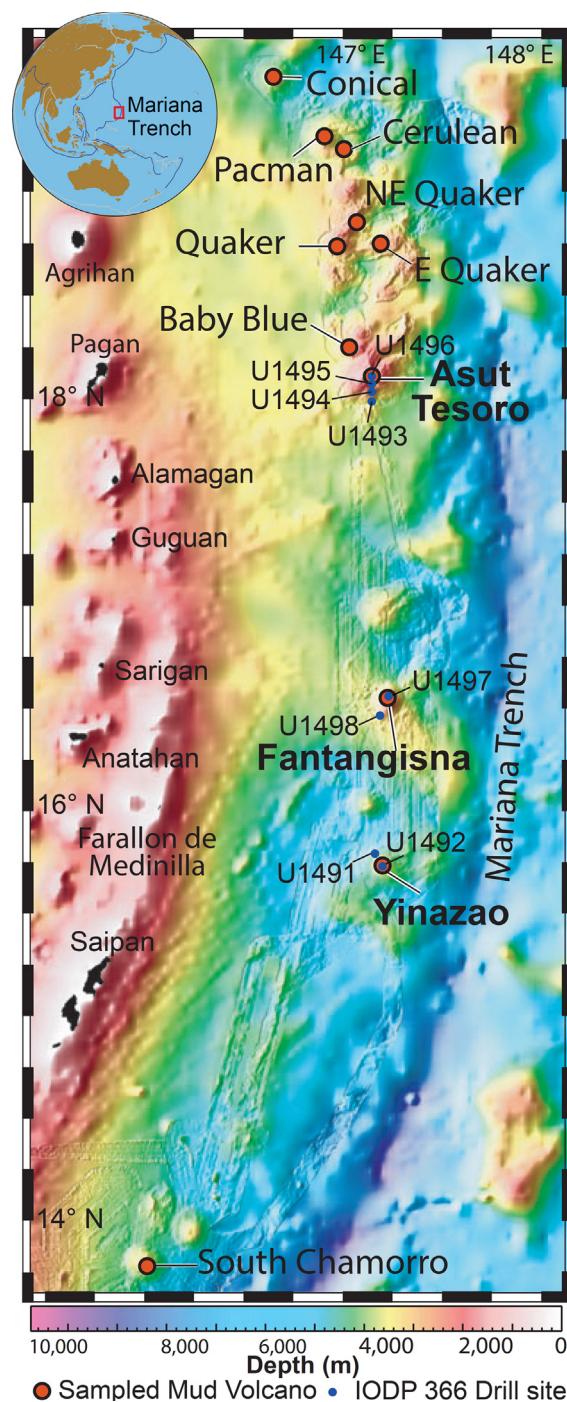 147° E
148° E
Mariana
Trench
Conical
Cerulean
Pacman
NE Quaker
Quaker
E Quaker
Agrihan
Baby Blue
Pagan
U1496
U1495
Asut
Tesoro
18° N
U1494
U1493
Alamagan
Guguan
Sarigan
U1497
U1498
Anatahan
Fantangisna
Mariana Trench
16° N
Farallon de
Medinilla
U1492
U1491
Yinazao
Saipan
14° N
South Chamorro
10,000 8,000 6,000 4,000 2,000 0
Depth (m)
Sampled Mud Volcano IODP 366 Drill site